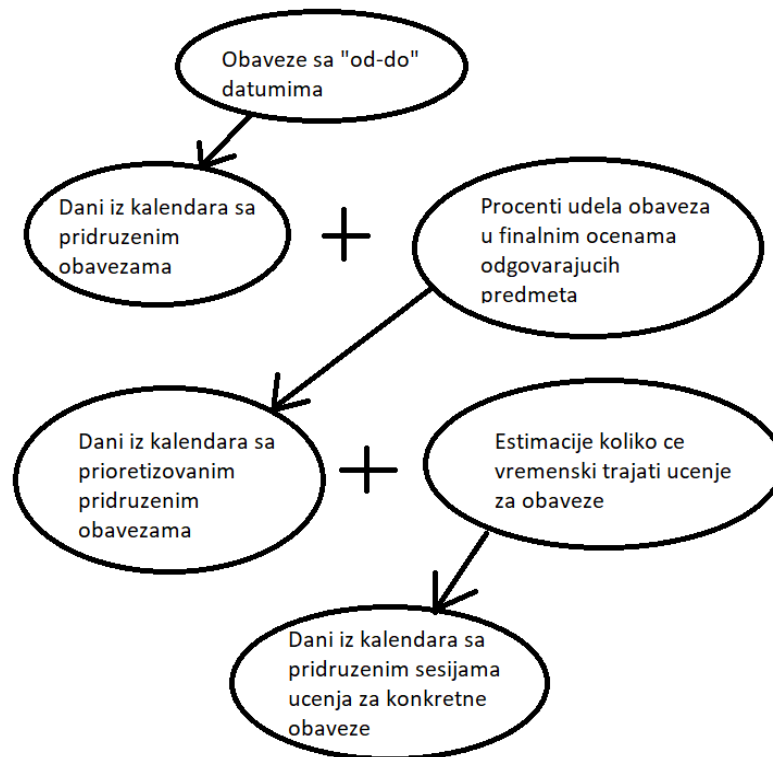 Obaveze sa "od-do"
datumima
Dani iz kalendara sa
pridruzenim
obavezama
Procenti udela obaveza
u finalnim ocenama
odgovarajucih
predmeta
Dani iz kalendara sa
prioretizovanim
pridruzenim
obavezama
Estimacije koliko ce
vremenski trajati ucenje
za obaveze
Dani iz kalendara sa
pridruzenim sesijama
ucenja za konkretne
obaveze